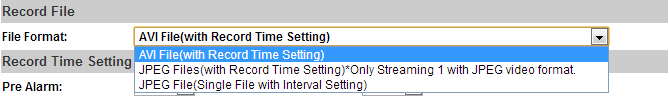 Record File
File Format:
AVI File(with Record Time Setting)
AVI File(with Record Time Setting)
JPEG Files(with Record Time Setting)*Only Streaming 1 with JPEG video format.
JPEG File(Single File with Interval Setting)
Record Time Setting
Pre Alarm: